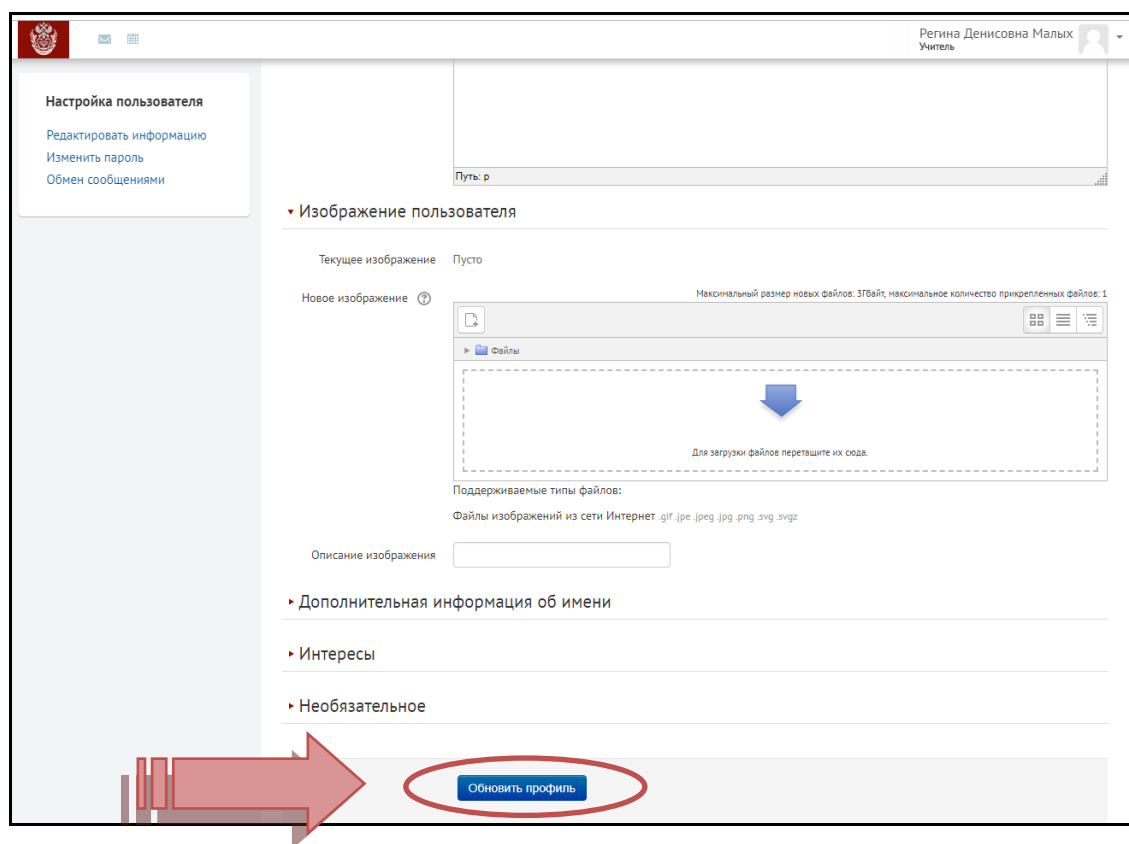 Регина Денисовна Малых
Учитель
Настройка пользователя
Редактировать информацию
Изменить пароль
Обмен сообщениями
Путь: p
Изображение пользователя
Текущее изображение Пусто
Новое изображение
Максимальный размер новых файлов: 3Гбайт, максимальное количество прикрепленных файлов: 1
Файлы
Для загрузки файлов перетащите их сюда.
Поддерживаемые типы файлов:
Файлы изображений из сети Интернет .gif .jpe .jpeg .jpg .png .svg .svgz
Описание изображения
Дополнительная информация об имени
Интересы
Необязательное
Обновить профиль